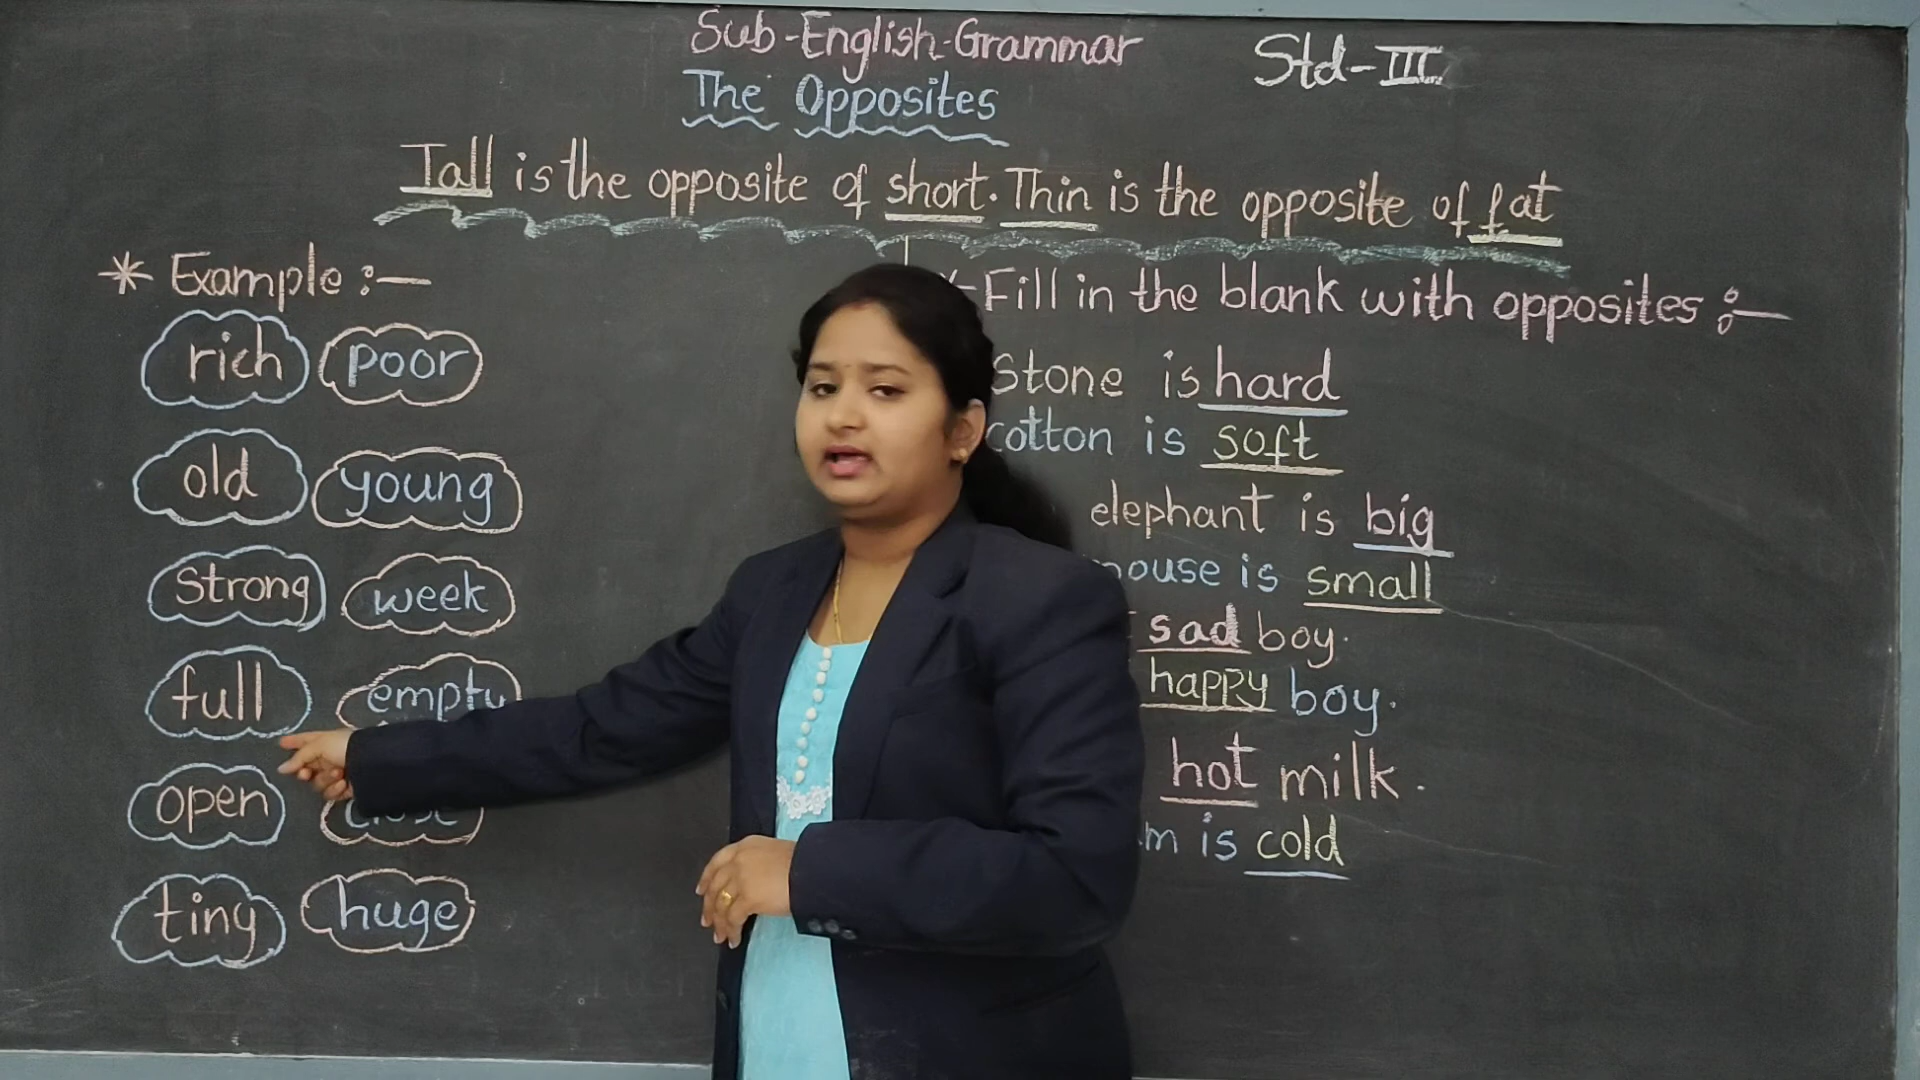 Sub-English-Grammar
Std-III
The Opposites
Tall is the opposite of short. Thin is the opposite of fat
* Example :-
rich poor
old young
strong week
full empty
open
tiny huge
Fill in the blank with opposites :-
Stone is hard
cotton is soft
elephant is big
mouse is small
sad boy.
happy boy.
hot milk.
is cold